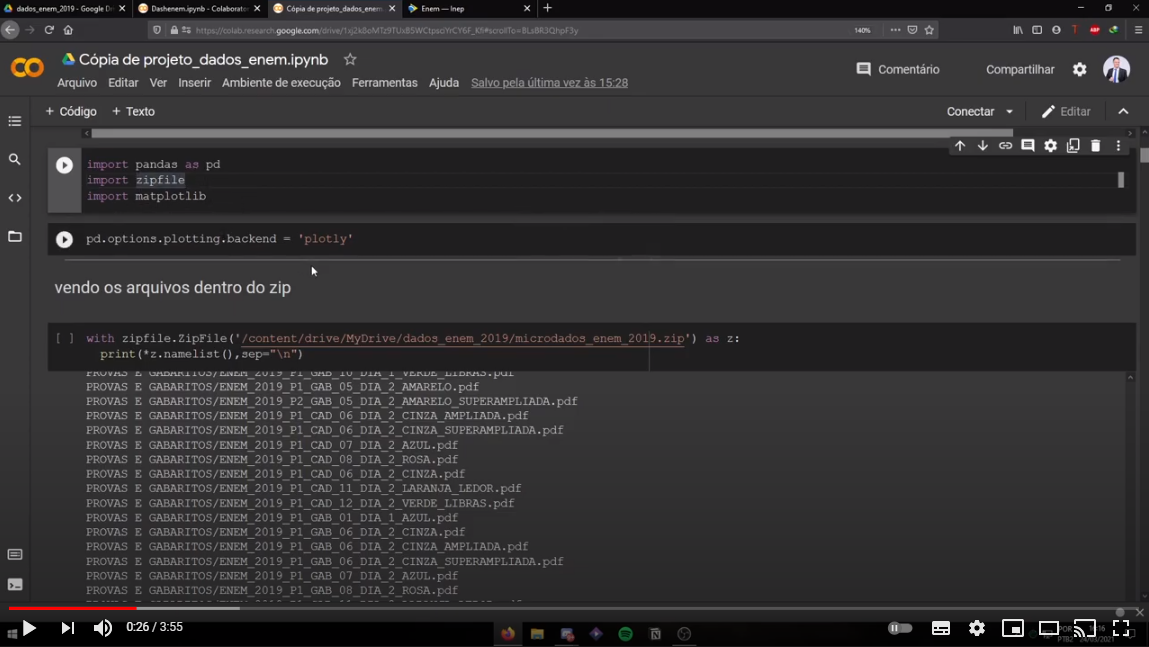 dados_enem_2019 - Google Dri
Dashenem.ipynb - Colaborator
Cópia de projeto_dados_enem.
Enem — Inep
https://colab.research.google.com/drive/
140%
Cópia de projeto_dados_enem.ipynb
Arquivo Editar Ver Inserir Ambiente de execução Ferramentas Ajuda Salvo pela última vez às 15:28
Comentário
Compartilhar
+ Código + Texto
Conectar
Editar
import pandas as pd
import zipfile
import matplotlib
pd.options.plotting.backend = 'plotly'
vendo os arquivos dentro do zip
[ ] with zipfile.ZipFile('/content/drive/MyDrive/dados_enem_2019/microdados_enem_2019.zip') as z:
print(*z.namelist(),sep="\n")
PROVAS E GABARITOS/ENEM_2019_P1_GAB_10_DIA_1_VERDE_LIBRAS.pdf
PROVAS E GABARITOS/ENEM_2019_P1_GAB_05_DIA_2_AMARELO.pdf
PROVAS E GABARITOS/ENEM_2019_P2_GAB_05_DIA_2_AMARELO_SUPERAMPLIADA.pdf
PROVAS E GABARITOS/ENEM_2019_P1_CAD_06_DIA_2_CINZA_AMPLIADA.pdf
PROVAS E GABARITOS/ENEM_2019_P1_CAD_06_DIA_2_CINZA_SUPERAMPLIADA.pdf
PROVAS E GABARITOS/ENEM_2019_P1_CAD_07_DIA_2_AZUL.pdf
PROVAS E GABARITOS/ENEM_2019_P1_CAD_08_DIA_2_ROSA.pdf
PROVAS E GABARITOS/ENEM_2019_P1_CAD_06_DIA_2_CINZA.pdf
PROVAS E GABARITOS/ENEM_2019_P1_CAD_11_DIA_2_LARANJA_LEDOR.pdf
PROVAS E GABARITOS/ENEM_2019_P1_CAD_12_DIA_2_VERDE_LIBRAS.pdf
PROVAS E GABARITOS/ENEM_2019_P1_GAB_01_DIA_1_AZUL.pdf
PROVAS E GABARITOS/ENEM_2019_P1_GAB_06_DIA_2_CINZA.pdf
PROVAS E GABARITOS/ENEM_2019_P1_GAB_06_DIA_2_CINZA_AMPLIADA.pdf
PROVAS E GABARITOS/ENEM_2019_P1_GAB_06_DIA_2_CINZA_SUPERAMPLIADA.pdf
PROVAS E GABARITOS/ENEM_2019_P1_GAB_07_DIA_2_AZUL.pdf
PROVAS E GABARITOS/ENEM_2019_P1_GAB_08_DIA_2_ROSA.pdf
0:26 / 3:55
24/03/2021